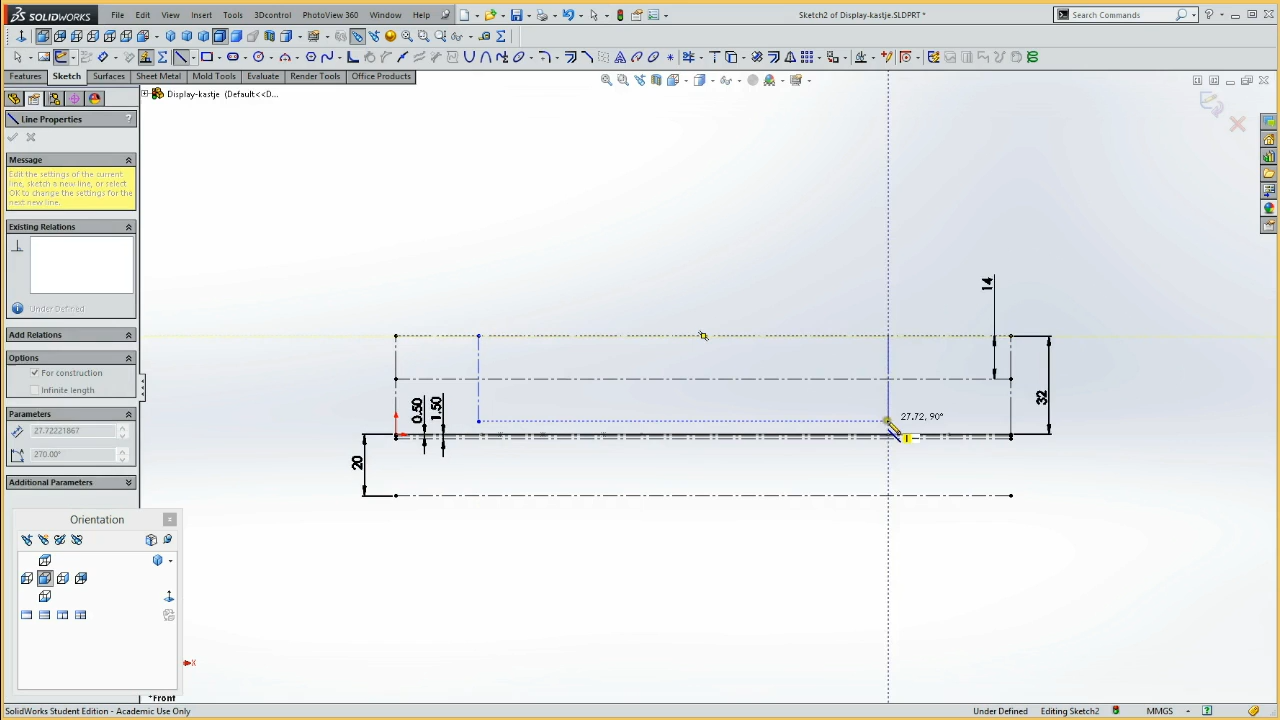 SOLIDWORKS File Edit View Insert Tools 3Dcontrol PhotoView 360 Window Help Sketch2 of Display-kastje.SLDPRT * Search Commands
Features Sketch Surfaces Sheet Metal Mold Tools Evaluate Render Tools Office Products
Display-kastje (Default<<D...
Line Properties ?
Message
Edit the settings of the current
line, sketch a new line, or select
OK to change the settings for the
next new line.
Existing Relations
Under Defined
Add Relations
Options
For construction
Infinite length
Parameters
27.72221867
270.00°
Additional Parameters
Orientation
14
32
0.50
1.50
20
27.72, 90°
X
*Front
SolidWorks Student Edition - Academic Use Only Under Defined Editing Sketch2 MMGS - ?